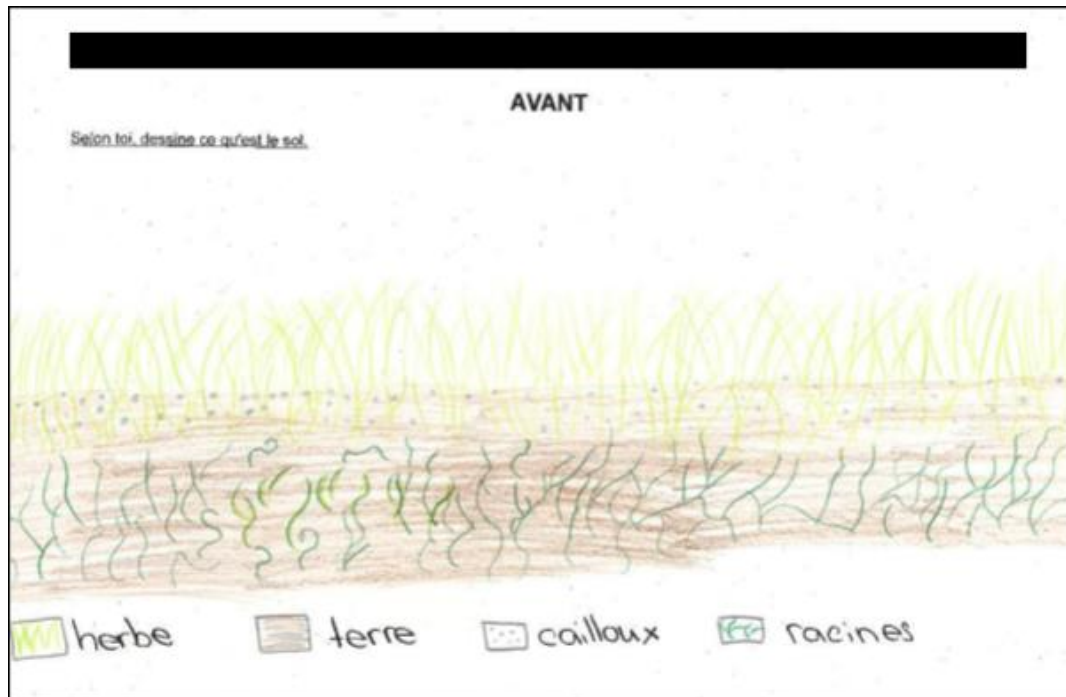 AVANT
Selon toi, dessine ce qu'est le sol.
herbe terre cailloux racines